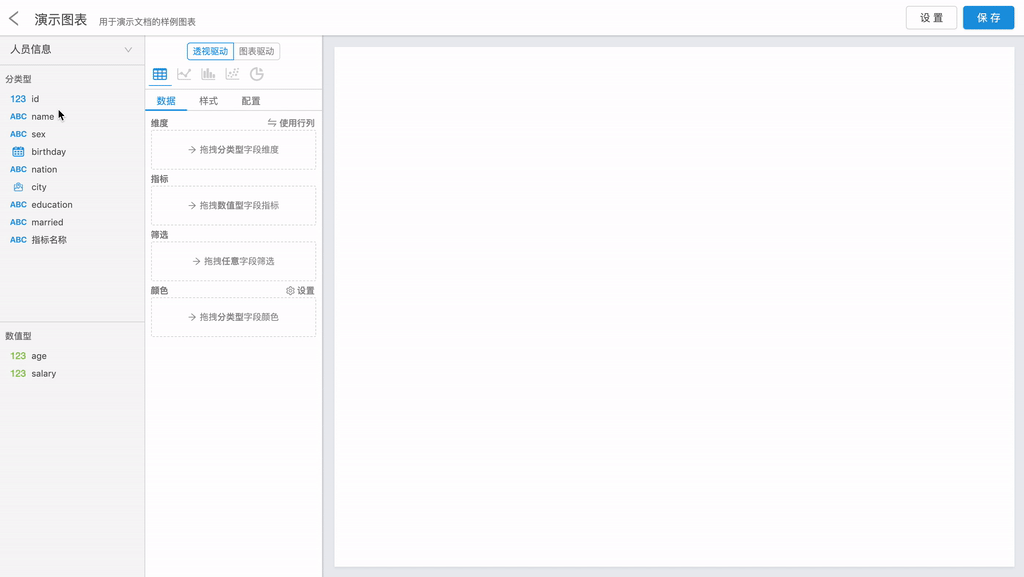 演示图表 用于演示文档的样例图表 设 置 保 存
人员信息
分类型
123 id
ABC name
ABC sex
birthday
ABC nation
city
ABC education
ABC married
ABC 指标名称
数值型
123 age
123 salary
透视驱动 图表驱动
数据 样式 配置
维度 使用行列
拖拽分类型字段维度
指标
拖拽数值型字段指标
筛选
拖拽任意字段筛选
颜色 设置
拖拽分类型字段颜色